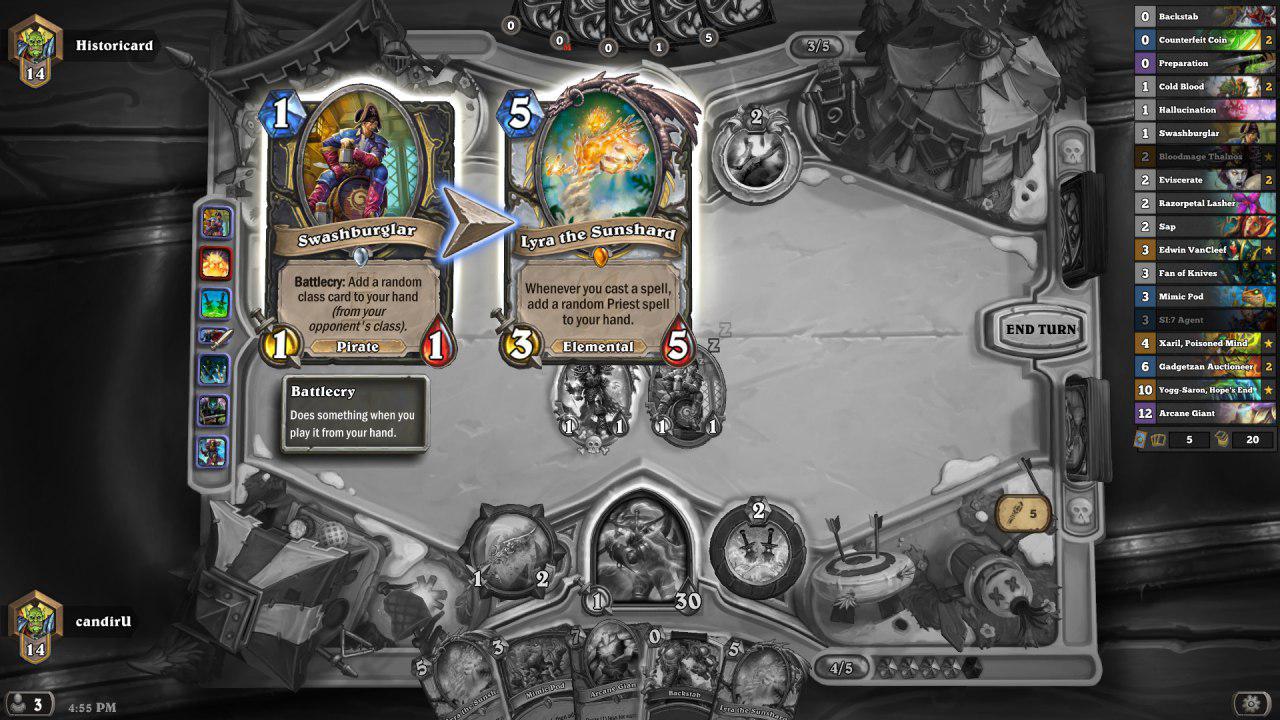 0
0
0
1
5
3/5
Historicard
14
1
Swashburglar
Battlecry: Add a random
class card to your hand
(from your
opponent's class).
1
Pirate
1
Battlecry
Does something when you
play it from your hand.
5
Lyra the Sunshard
Whenever you cast a spell,
add a random Priest spell
to your hand.
3
Elemental
5
2
Z
Z
1 1
1 1
END TURN
0 Backstab
0 Counterfeit Coin 2
0 Preparation
1 Cold Blood 2
1 Hallucination
1 Swashburglar
2 Bloodmage Thalnos
2 Eviscerate 2
2 Razorpetal Lasher
2 Sap
3 Edwin VanCleef
3 Fan of Knives
3 Mimic Pod
3 SI:7 Agent
4 Xaril, Poisoned Mind
6 Gadgetzan Auctioneer 2
10 Yogg-Saron, Hope's End
12 Arcane Giant
5 20
5
1 2
1 30
2
candirU
14
4/5
5
3
Mimic Pod
7
Arcane Gian
0
Backstab
5
Lyra the Sunshar
3
4:55 PM